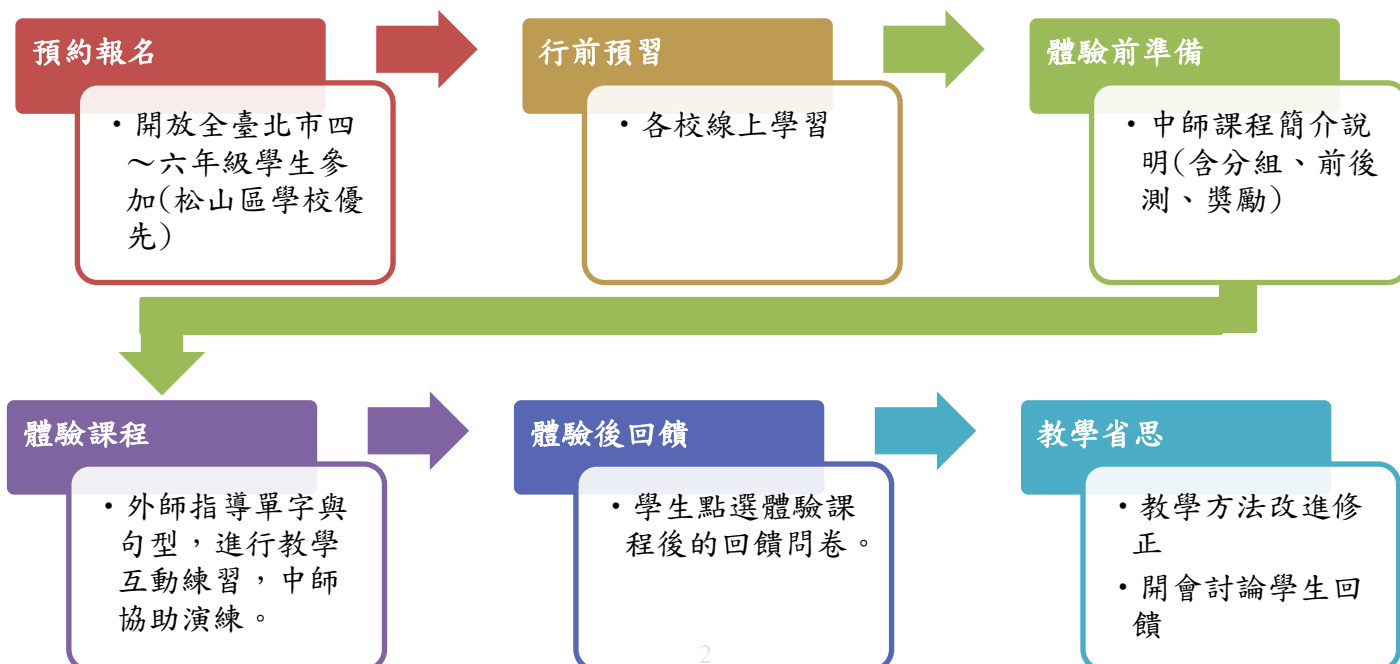 預約報名
・開放全臺北市四
～六年級學生參
加(松山區學校優
先)
行前預習
・各校線上學習
體驗前準備
・中師課程簡介說
明(含分組、前後
測、獎勵)
體驗課程
・外師指導單字與
句型，進行教學
互動練習，中師
協助演練。
體驗後回饋
・學生點選體驗課
程後的回饋問卷。
教學省思
・教學方法改進修
正
・開會討論學生回
饋
2